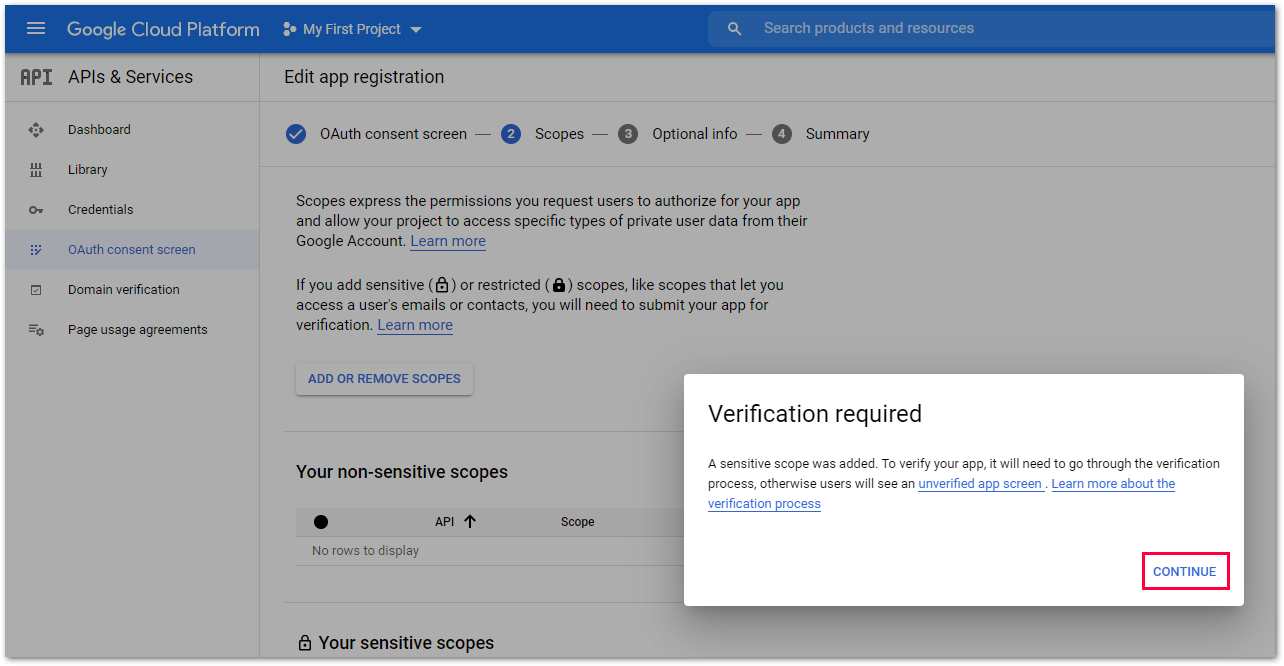 Google Cloud Platform
My First Project
Search products and resources
API
APIs & Services
Edit app registration
Dashboard
Library
Credentials
OAuth consent screen
Domain verification
Page usage agreements
OAuth consent screen — 2 Scopes — 3 Optional info — 4 Summary
Scopes express the permissions you request users to authorize for your app
and allow your project to access specific types of private user data from their
Google Account. Learn more
If you add sensitive ( ) or restricted ( ) scopes, like scopes that let you
access a user's emails or contacts, you will need to submit your app for
verification. Learn more
ADD OR REMOVE SCOPES
Your non-sensitive scopes
API Scope
No rows to display
Your sensitive scopes
Verification required
A sensitive scope was added. To verify your app, it will need to go through the verification
process, otherwise users will see an unverified app screen . Learn more about the
verification process
CONTINUE